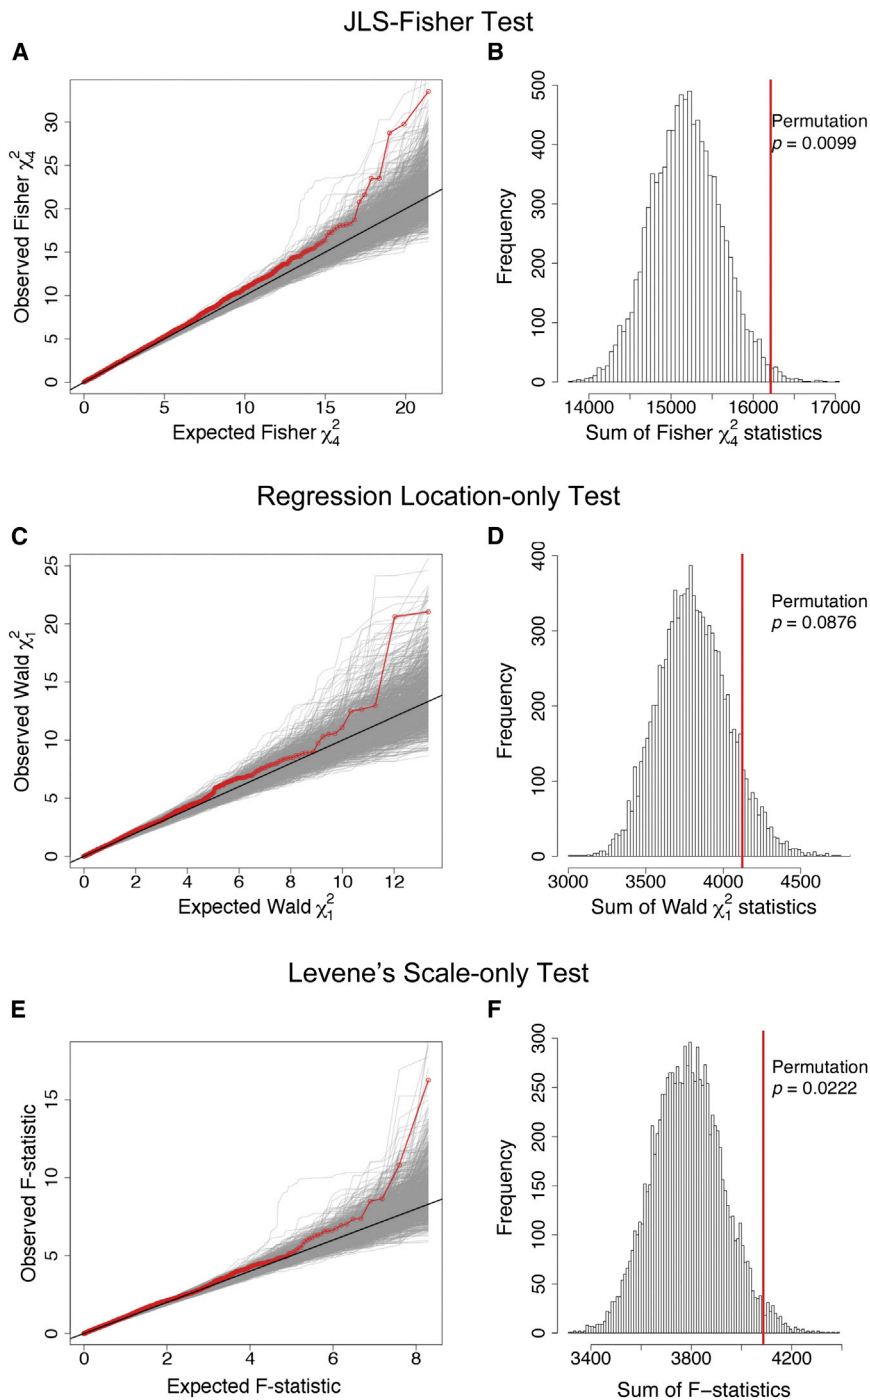 JLS-Fisher Test
A
Observed Fisher χ²₄
0 5 10 15 20 25 30
0 5 10 15 20
Expected Fisher χ²₄
B
Frequency
0 100 200 300 400 500
Permutation
p = 0.0099
14000 15000 16000 17000
Sum of Fisher χ²₄ statistics
Regression Location-only Test
C
Observed Wald χ²₁
0 5 10 15 20 25
0 2 4 6 8 10 12
Expected Wald χ²₁
D
Frequency
0 100 200 300 400
Permutation
p = 0.0876
3000 3500 4000 4500
Sum of Wald χ²₁ statistics
Levene's Scale-only Test
E
Observed F-statistic
0 5 10 15
0 2 4 6 8
Expected F-statistic
F
Frequency
0 50 100 150 200 250 300
Permutation
p = 0.0222
3400 3800 4200
Sum of F−statistics